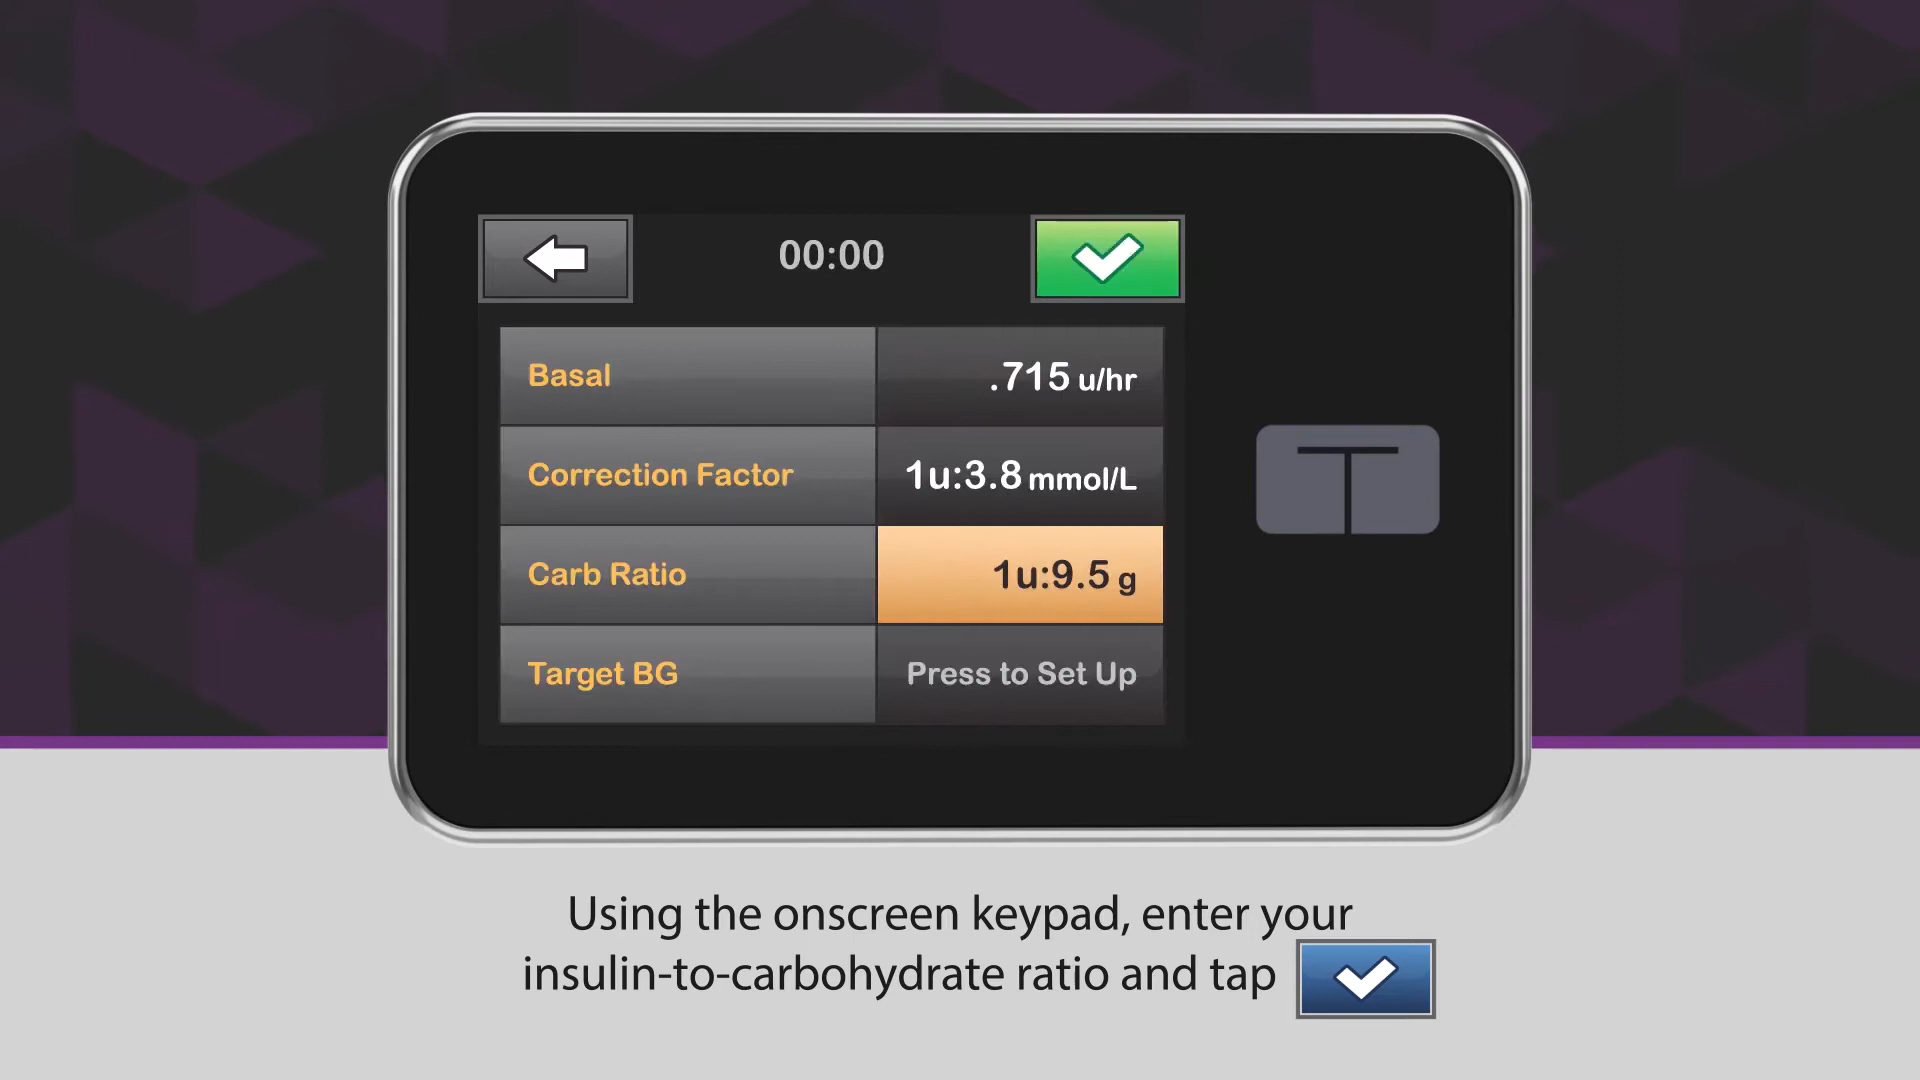 00:00
Basal .715 u/hr
Correction Factor 1u:3.8 mmol/L
Carb Ratio 1u:9.5 g
Target BG Press to Set Up
Using the onscreen keypad, enter your
insulin-to-carbohydrate ratio and tap